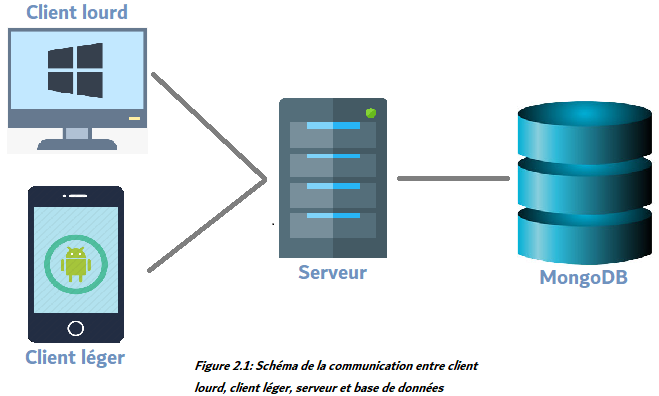 Client lourd
Serveur
MongoDB
Client léger
Figure 2.1: Schéma de la communication entre client
lourd, client léger, serveur et base de données